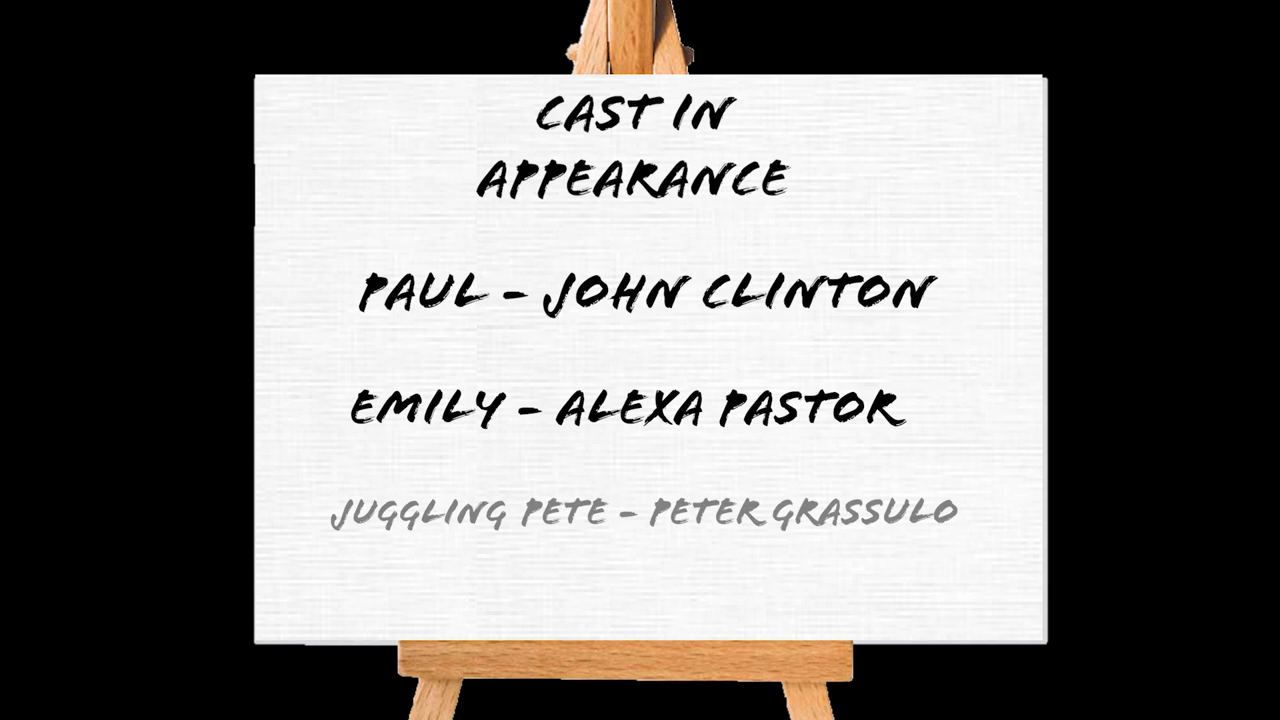 CAST IN
APPEARANCE
PAUL - JOHN CLINTON
EMILY - ALEXA PASTOR
JUGGLING PETE - PETER GRASSULO